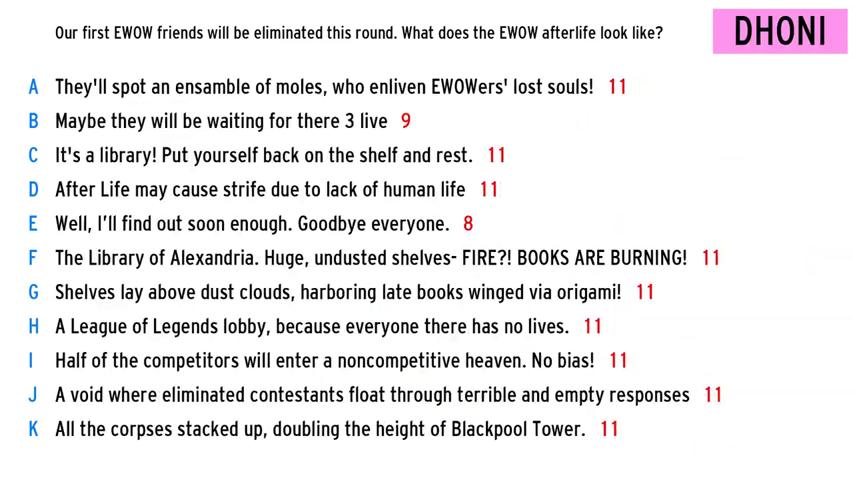 Our first EWOW friends will be eliminated this round. What does the EWOW afterlife look like?
DHONI
A They'll spot an ensamble of moles, who enliven EWOWers' lost souls! 11
B Maybe they will be waiting for there 3 live 9
C It's a library! Put yourself back on the shelf and rest. 11
D After Life may cause strife due to lack of human life 11
E Well, I’ll find out soon enough. Goodbye everyone. 8
F The Library of Alexandria. Huge, undusted shelves- FIRE?! BOOKS ARE BURNING! 11
G Shelves lay above dust clouds, harboring late books winged via origami! 11
H A League of Legends lobby, because everyone there has no lives. 11
I Half of the competitors will enter a noncompetitive heaven. No bias! 11
J A void where eliminated contestants float through terrible and empty responses 11
K All the corpses stacked up, doubling the height of Blackpool Tower. 11